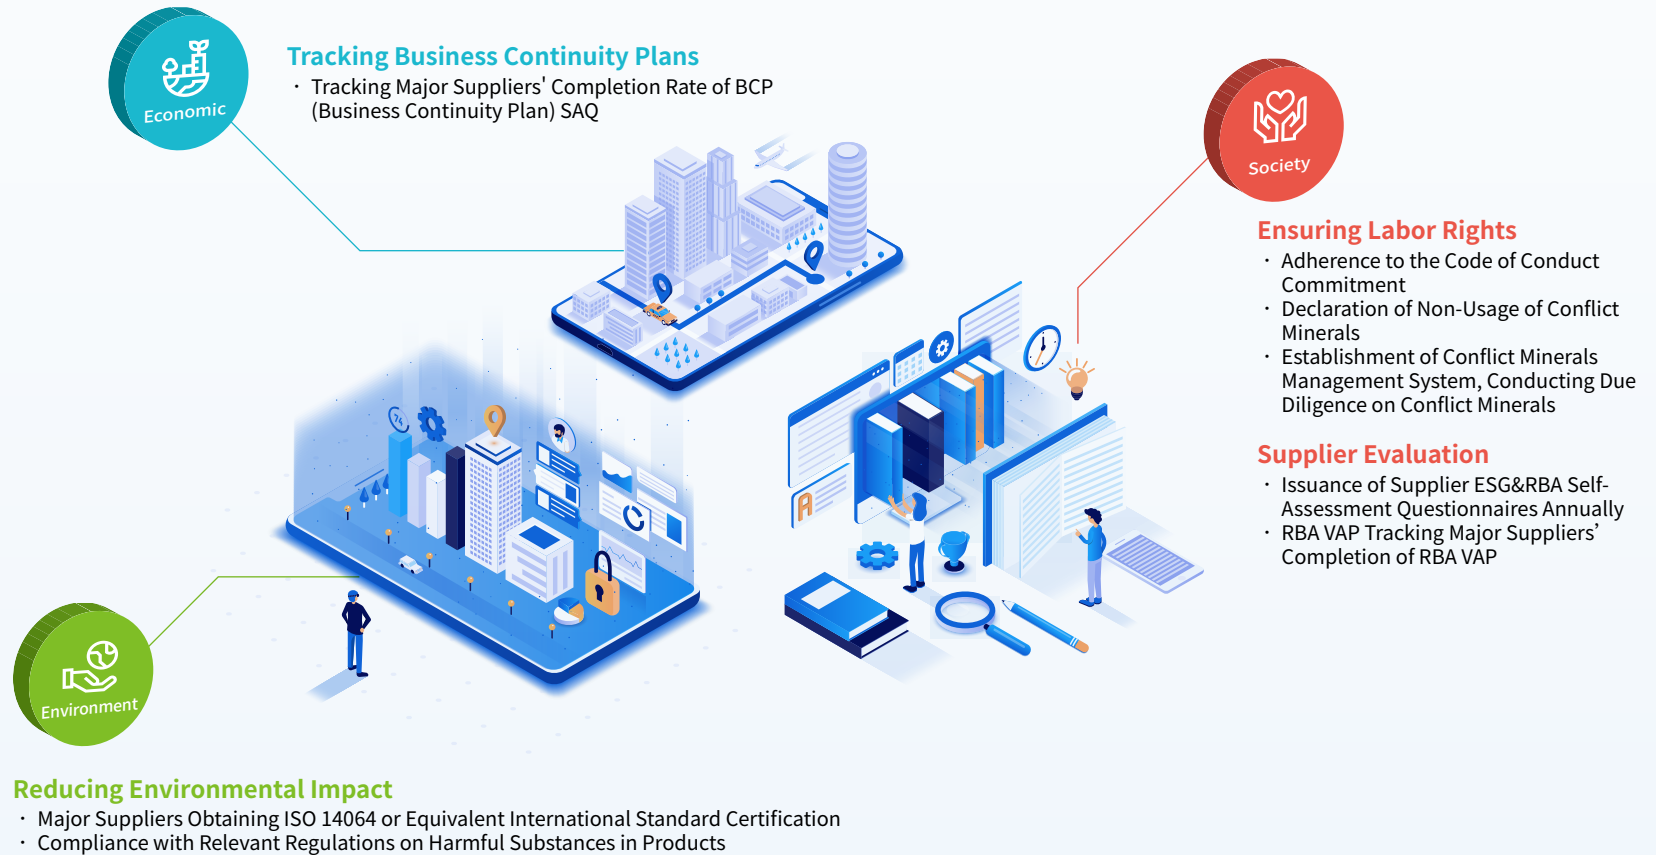 Economic
Tracking Business Continuity Plans
· Tracking Major Suppliers' Completion Rate of BCP
(Business Continuity Plan) SAQ
Society
Ensuring Labor Rights
· Adherence to the Code of Conduct
Commitment
· Declaration of Non-Usage of Conflict
Minerals
· Establishment of Conflict Minerals
Management System, Conducting Due
Diligence on Conflict Minerals
Supplier Evaluation
· Issuance of Supplier ESG&RBA Self-
Assessment Questionnaires Annually
· RBA VAP Tracking Major Suppliers’
Completion of RBA VAP
74
A
Environment
Reducing Environmental Impact
· Major Suppliers Obtaining ISO 14064 or Equivalent International Standard Certification
· Compliance with Relevant Regulations on Harmful Substances in Products